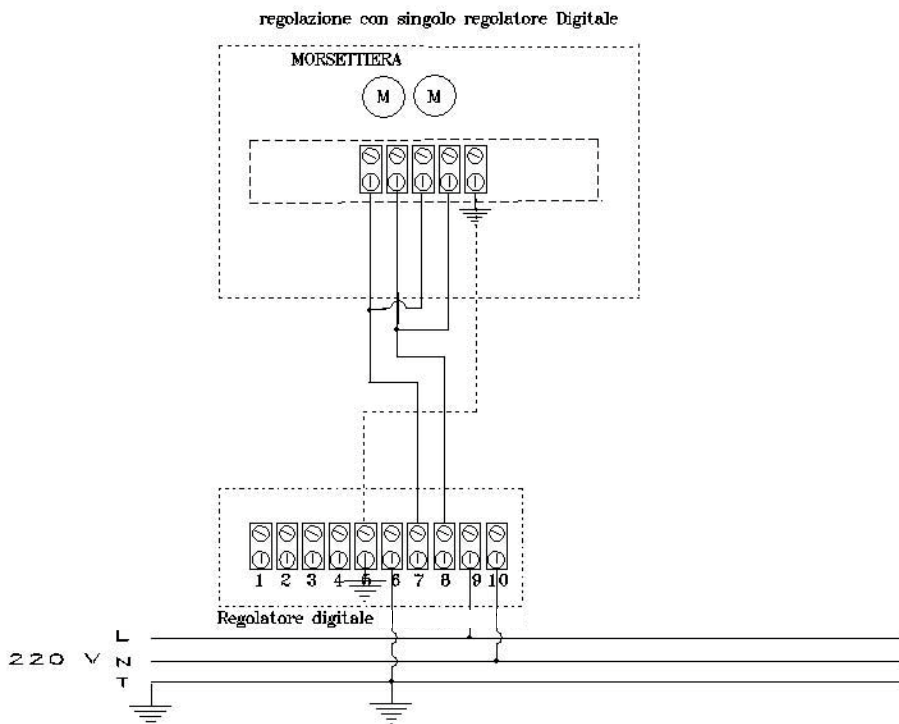 regolazione con singolo regolatore Digitale
MORSETTIERA
M M
1 2 3 4 5 6 7 8 9 10
Regolatore digitale
L
220 V N
T